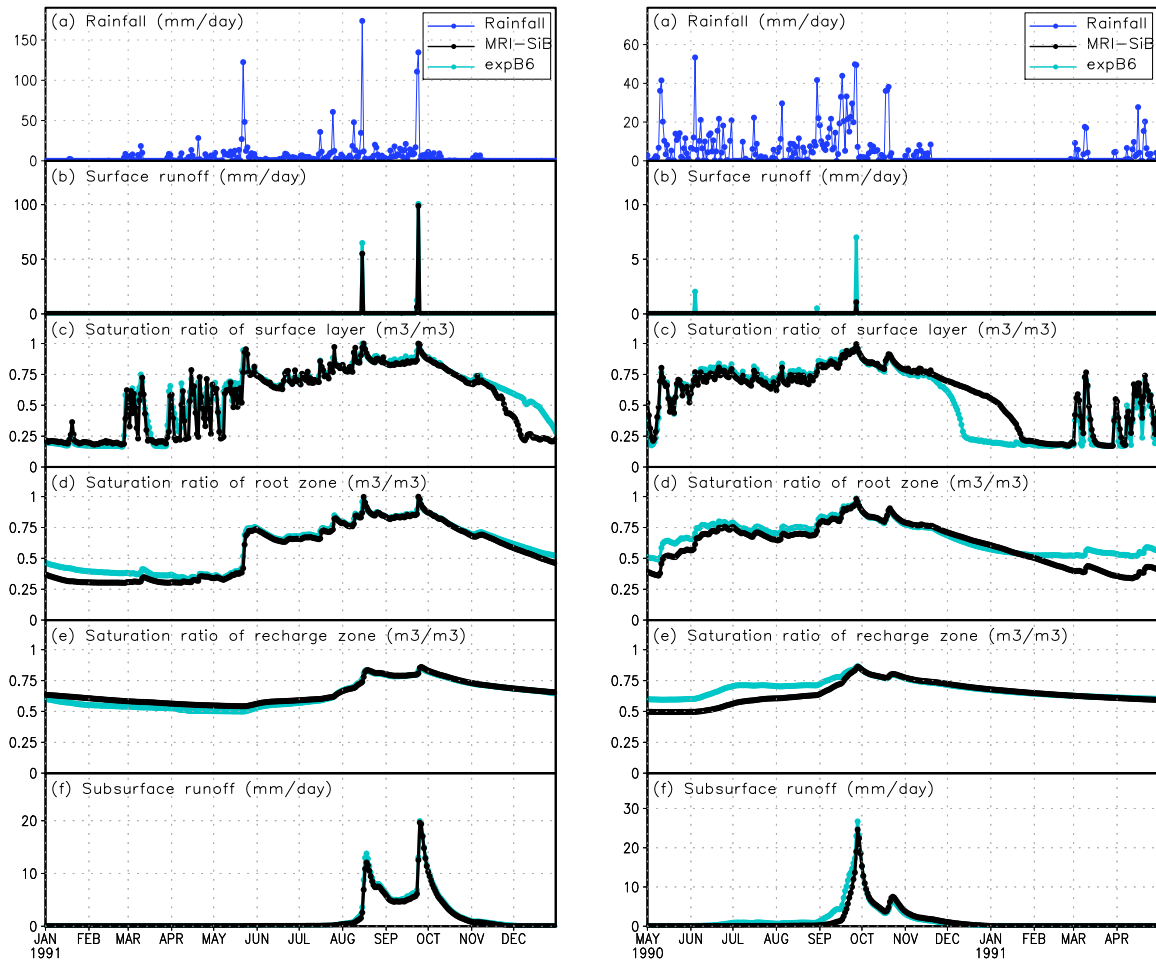 (a) Rainfall (mm/day)
Rainfall
MRI-SiB
expB6
150
100
50
0
(b) Surface runoff (mm/day)
100
50
0
(c) Saturation ratio of surface layer (m3/m3)
1
0.75
0.5
0.25
0
(d) Saturation ratio of root zone (m3/m3)
1
0.75
0.5
0.25
0
(e) Saturation ratio of recharge zone (m3/m3)
1
0.75
0.5
0.25
0
(f) Subsurface runoff (mm/day)
20
10
0
JAN FEB MAR APR MAY JUN JUL AUG SEP OCT NOV DEC
1991
(a) Rainfall (mm/day)
Rainfall
MRI-SiB
expB6
60
40
20
0
(b) Surface runoff (mm/day)
10
5
0
(c) Saturation ratio of surface layer (m3/m3)
1
0.75
0.5
0.25
0
(d) Saturation ratio of root zone (m3/m3)
1
0.75
0.5
0.25
0
(e) Saturation ratio of recharge zone (m3/m3)
1
0.75
0.5
0.25
0
(f) Subsurface runoff (mm/day)
30
20
10
0
MAY JUN JUL AUG SEP OCT NOV DEC JAN FEB MAR APR
1990 1991